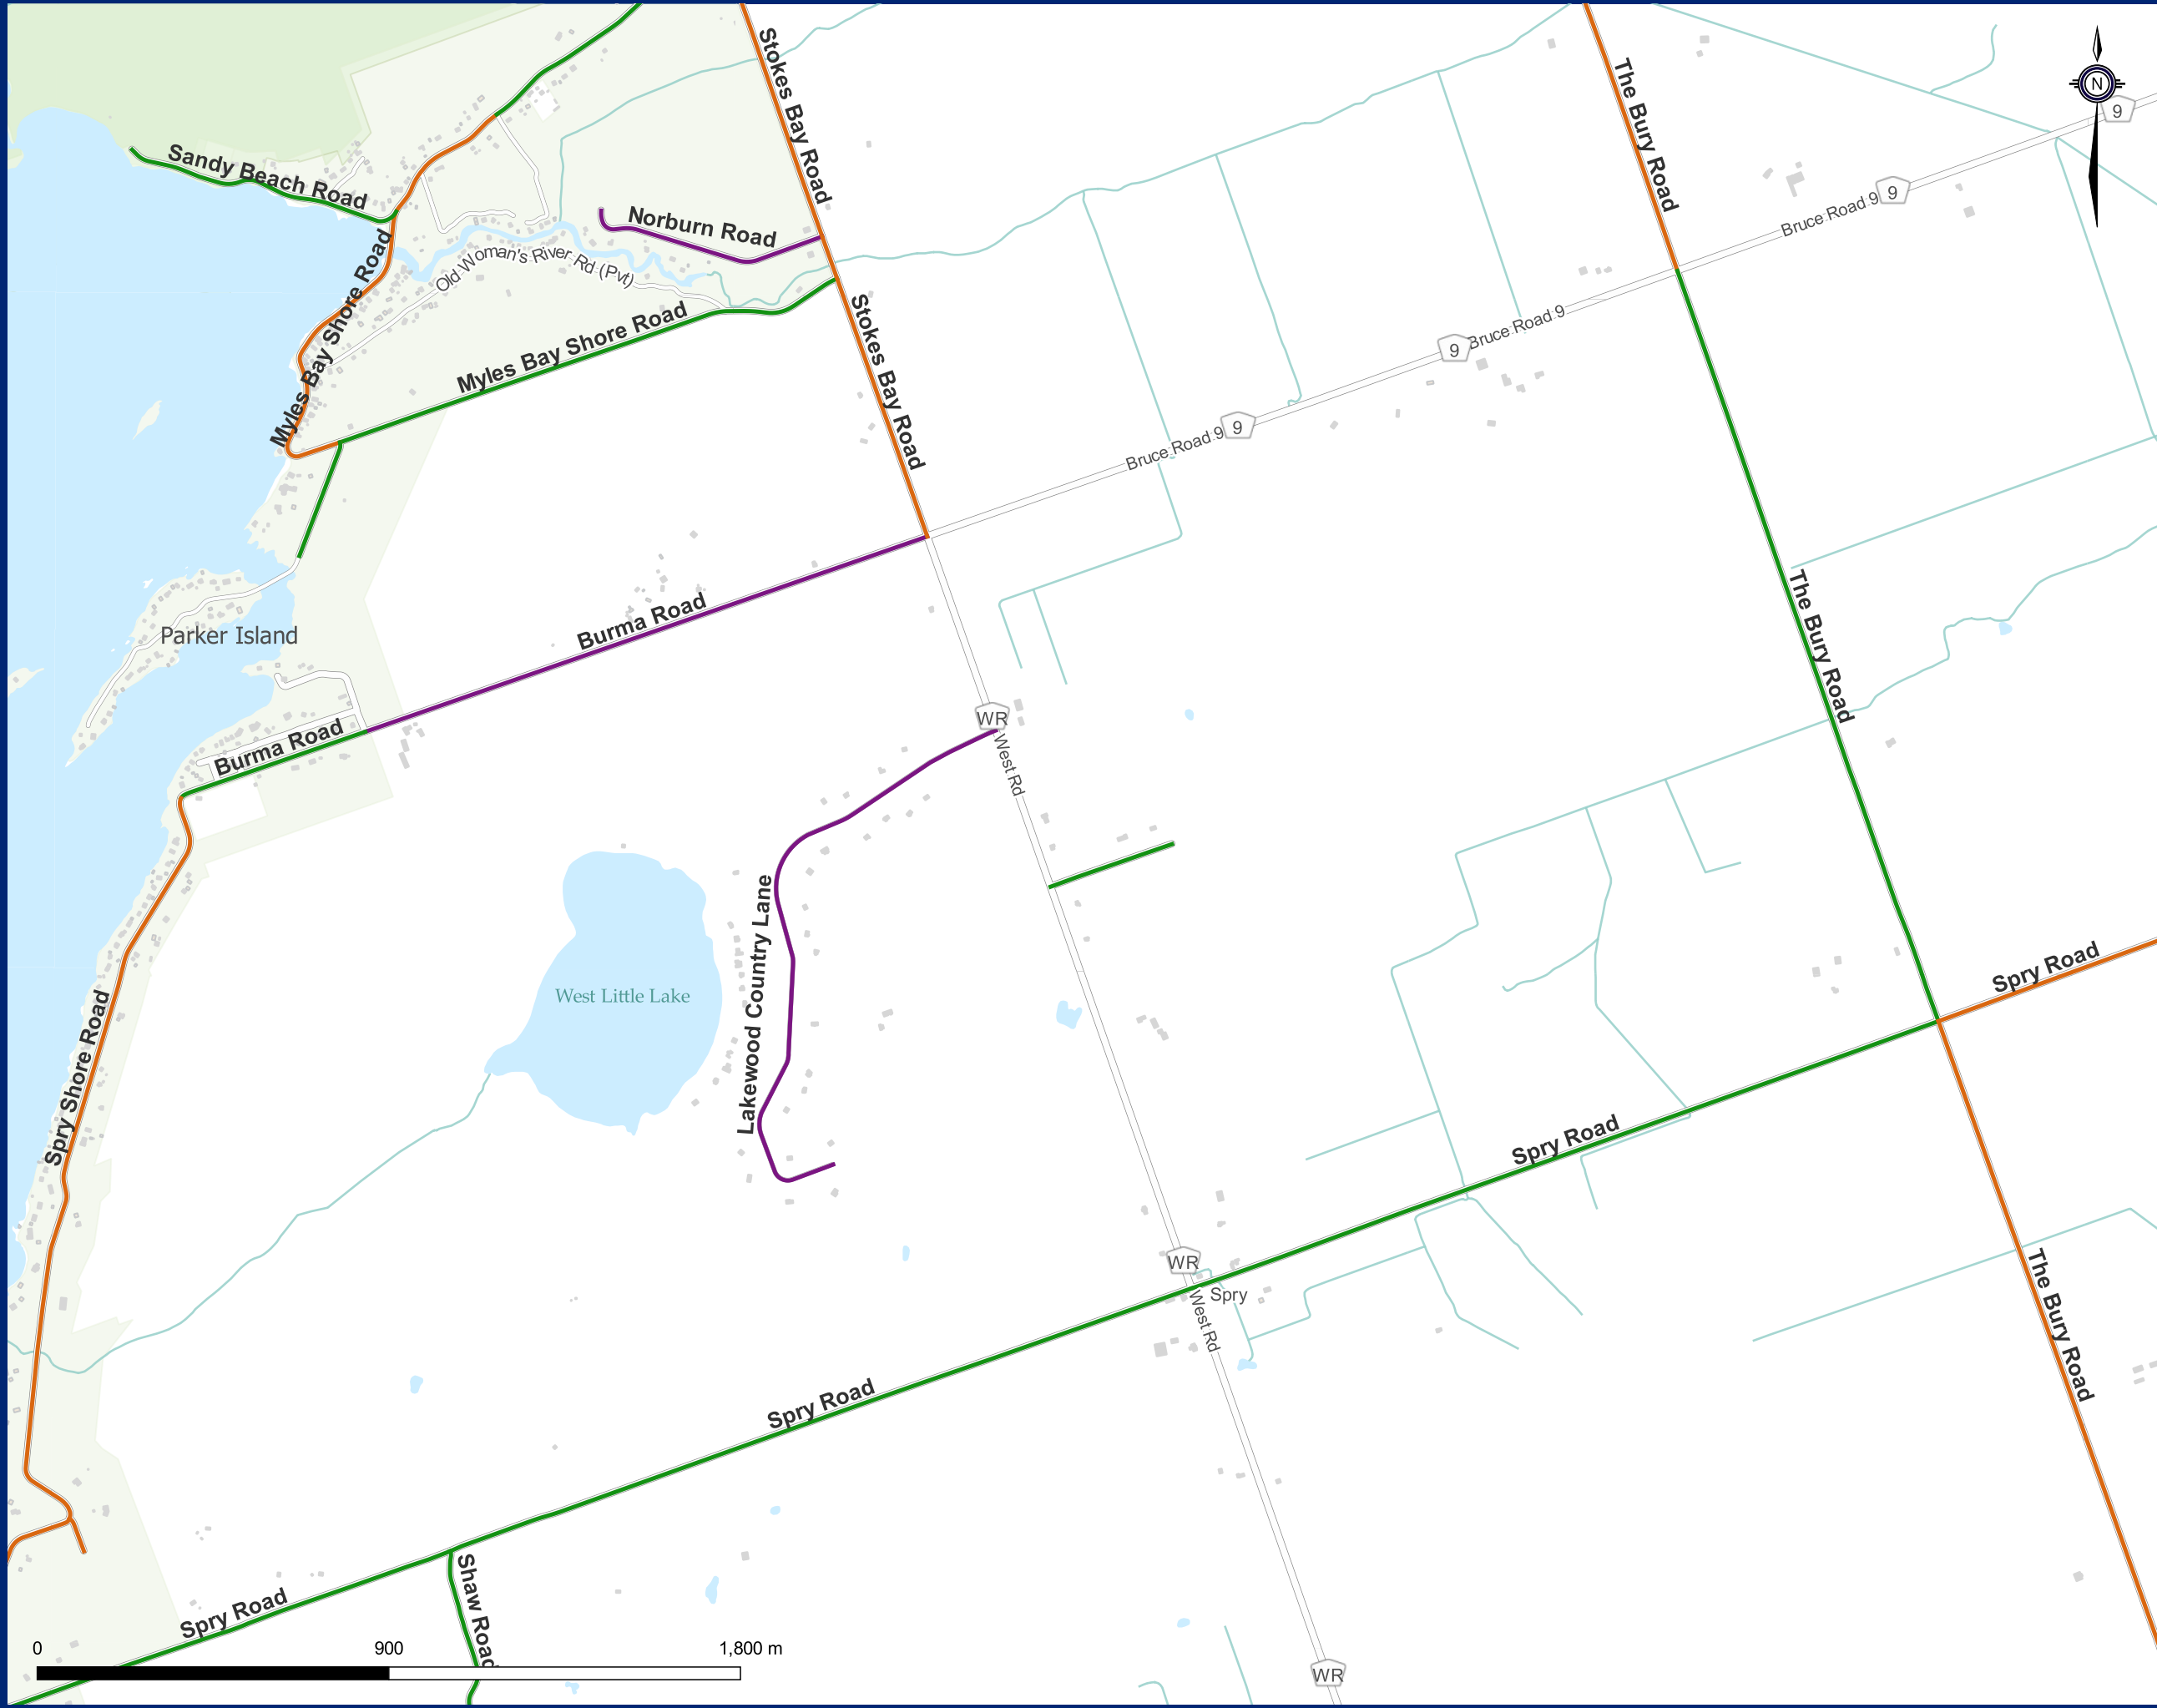 Stokes Bay Road
The Bury Road
N
9
Sandy Beach Road
Norburn Road
Bruce Road 9
9
Myles Bay Shore Road
Old Woman's River Rd (Pvt)
Myles Bay Shore Road
Stokes Bay Road
9
Bruce Road 9
Bruce Road 9
9
The Bury Road
Burma Road
Parker Island
WR
Burma Road
West Rd
Lakewood Country Lane
West Little Lake
Spry Road
Spry Shore Road
Spry Road
WR
Spry
West Rd
The Bury Road
Spry Road
Shaw Road
Spry Road
0 900 1,800 m
WR